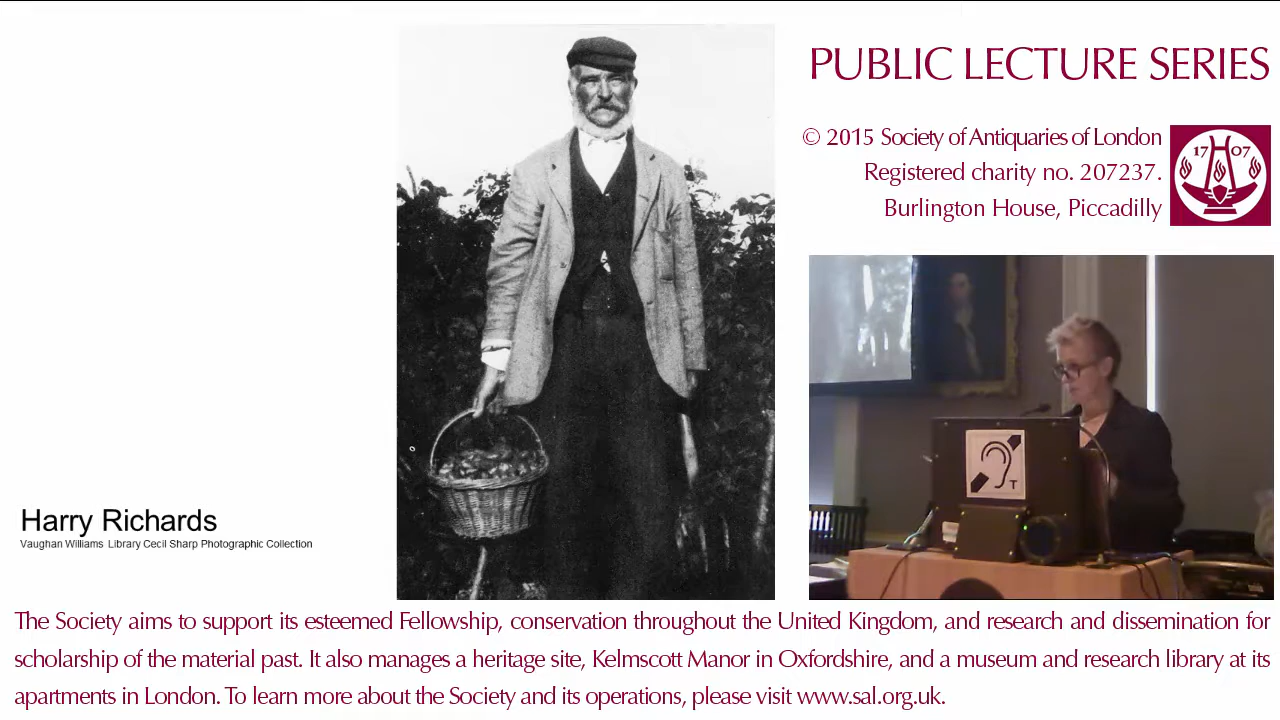 PUBLIC LECTURE SERIES
© 2015 Society of Antiquaries of London
Registered charity no. 207237.
Burlington House, Piccadilly
17 07
T
Harry Richards
Vaughan Williams Library Cecil Sharp Photographic Collection
The Society aims to support its esteemed Fellowship, conservation throughout the United Kingdom, and research and dissemination for
scholarship of the material past. It also manages a heritage site, Kelmscott Manor in Oxfordshire, and a museum and research library at its
apartments in London. To learn more about the Society and its operations, please visit www.sal.org.uk.